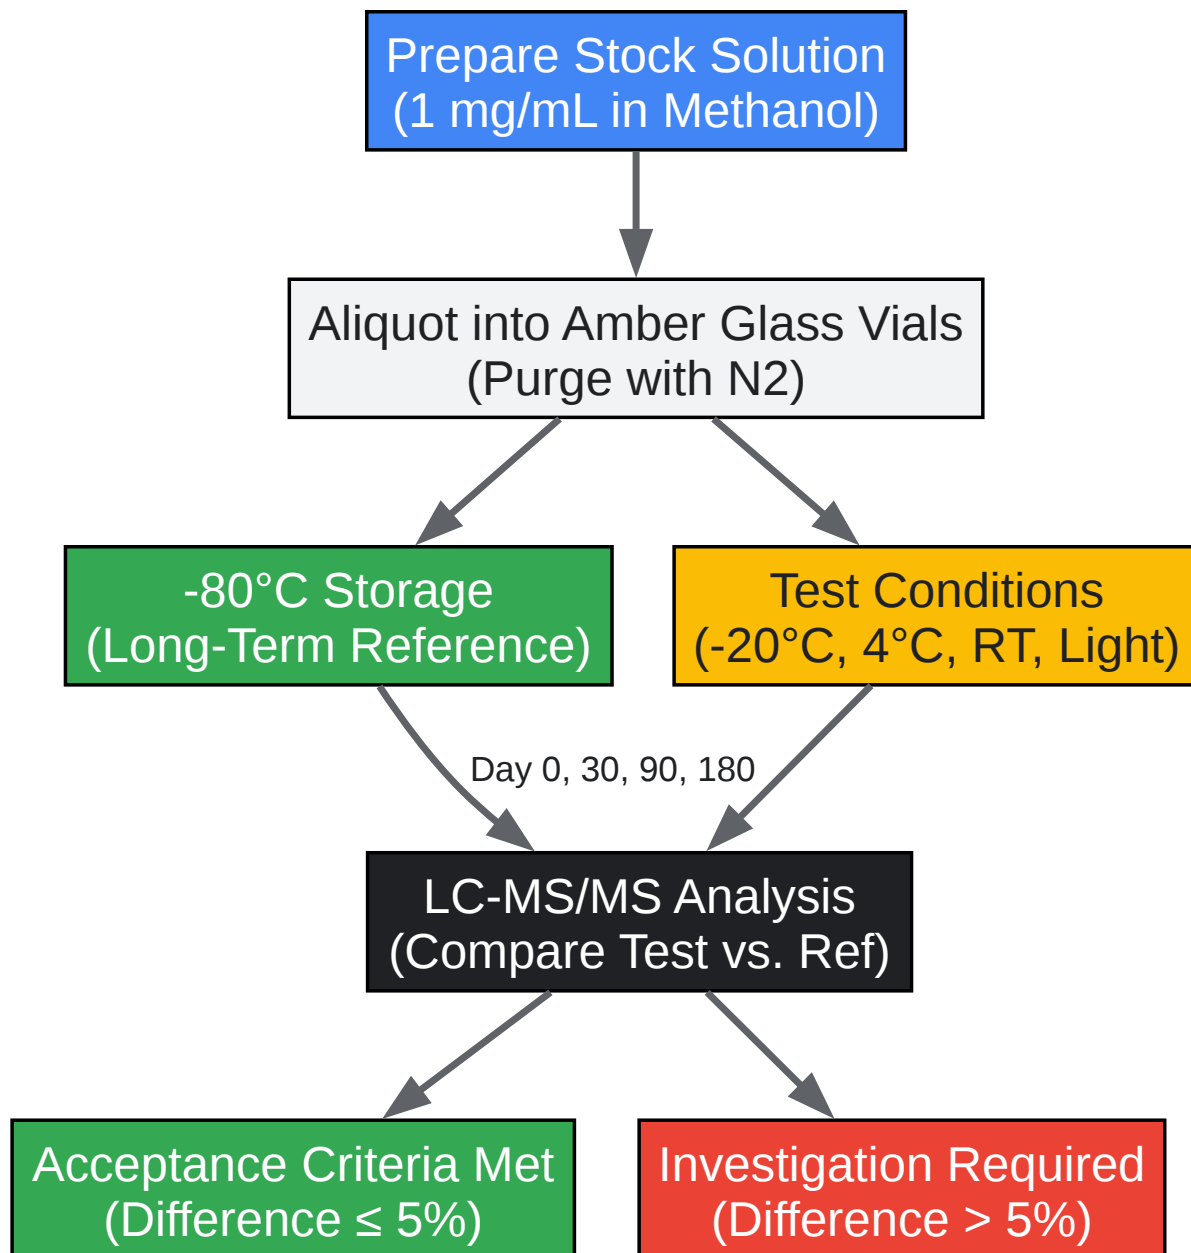 Prepare Stock Solution
(1 mg/mL in Methanol)
Aliquot into Amber Glass Vials
(Purge with N2)
-80°C Storage
(Long-Term Reference)
Test Conditions
(-20°C, 4°C, RT, Light)
Day 0, 30, 90, 180
LC-MS/MS Analysis
(Compare Test vs. Ref)
Acceptance Criteria Met
(Difference ≤ 5%)
Investigation Required
(Difference > 5%)